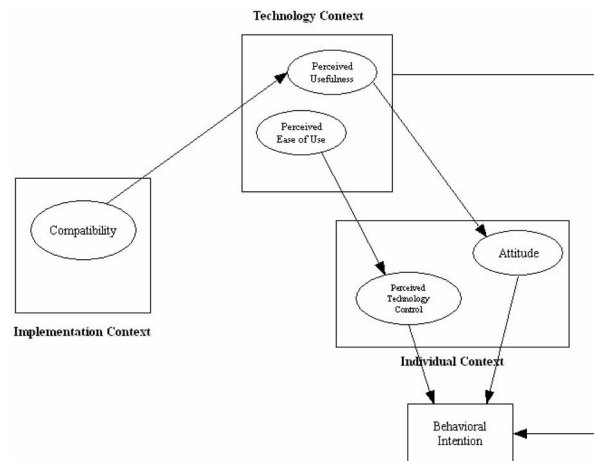 Technology Context
Perceived
Usefulness
Perceived
Ease of Use
Compatibility
Implementation Context
Attitude
Perceived
Technology
Control
Individual Context
Behavioral
Intention